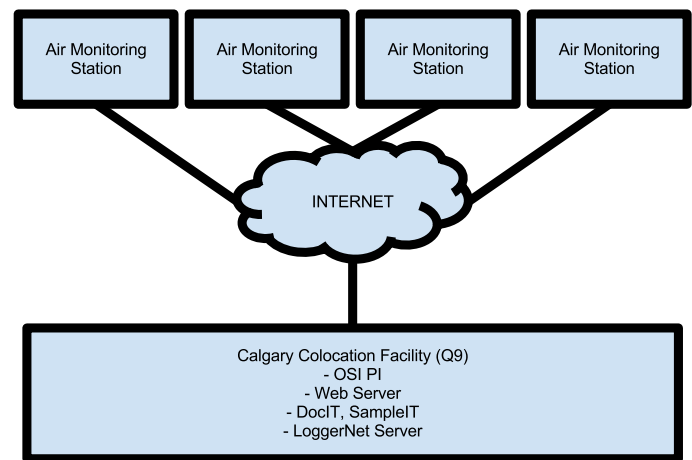 Air Monitoring
Station
Air Monitoring
Station
Air Monitoring
Station
Air Monitoring
Station
INTERNET
Calgary Colocation Facility (Q9)
- OSI PI
- Web Server
- DocIT, SampleIT
- LoggerNet Server